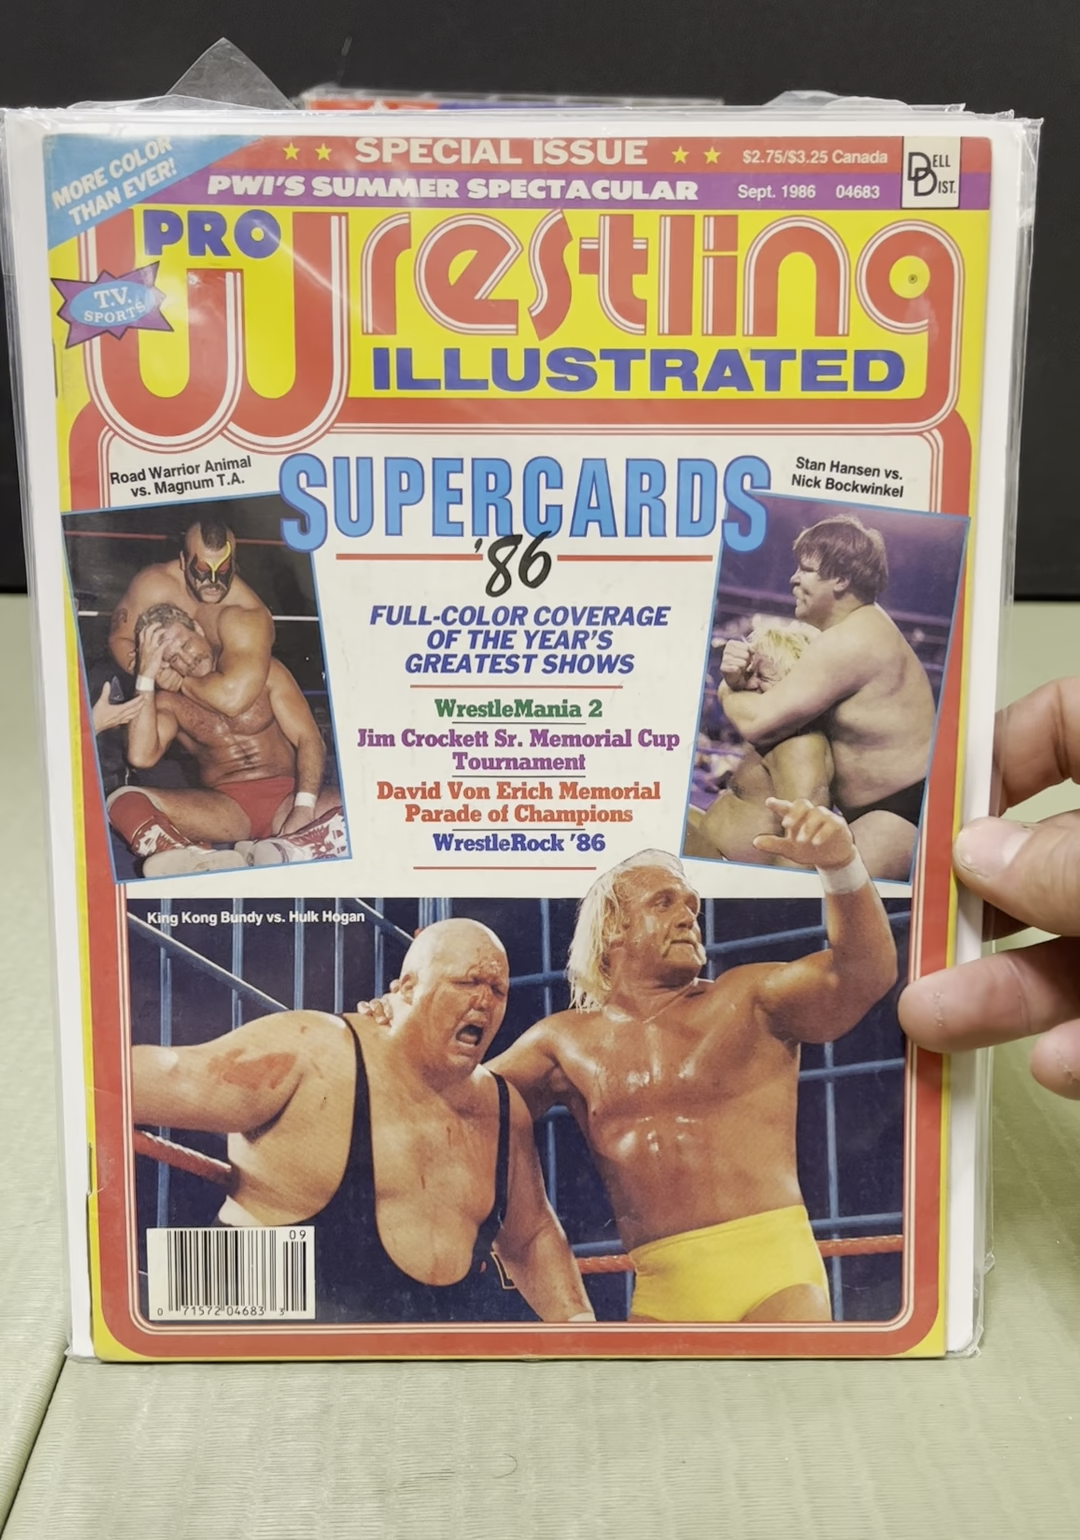 MORE COLOR
THAN EVER!
SPECIAL ISSUE
$2.75/$3.25 Canada
PWI'S SUMMER SPECTACULAR
Sept. 1986 04683
DELL
DIST.
PRO
Wrestling
®
ILLUSTRATED
T.V.
SPORTS
Road Warrior Animal
vs. Magnum T.A.
SUPERCARDS
'86
Stan Hansen vs.
Nick Bockwinkel
FULL-COLOR COVERAGE
OF THE YEAR'S
GREATEST SHOWS
WrestleMania 2
Jim Crockett Sr. Memorial Cup
Tournament
David Von Erich Memorial
Parade of Champions
WrestleRock '86
King Kong Bundy vs. Hulk Hogan
09
0 71572 04683 3